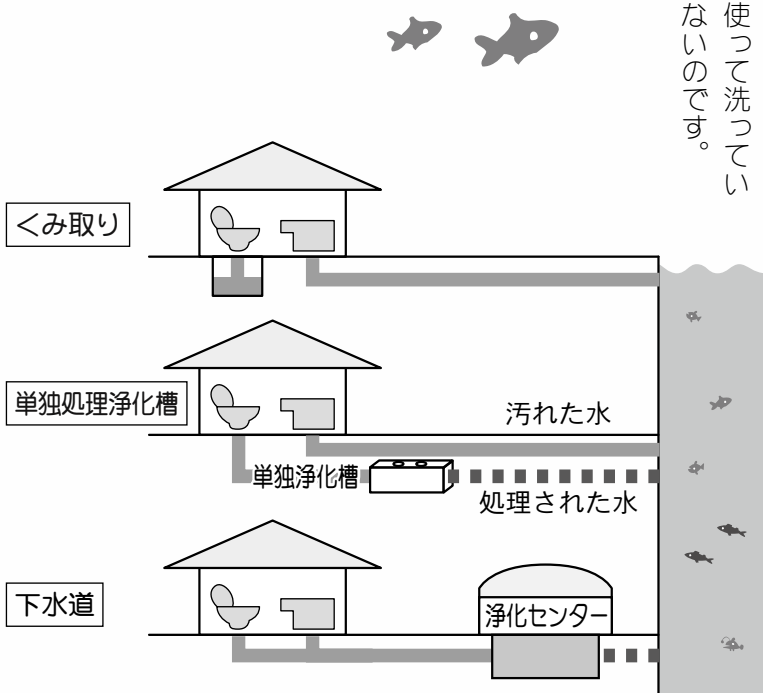 使って洗ってい
ないのです。
くみ取り
単独処理浄化槽
汚れた水
単独浄化槽
処理された水
下水道
浄化センター